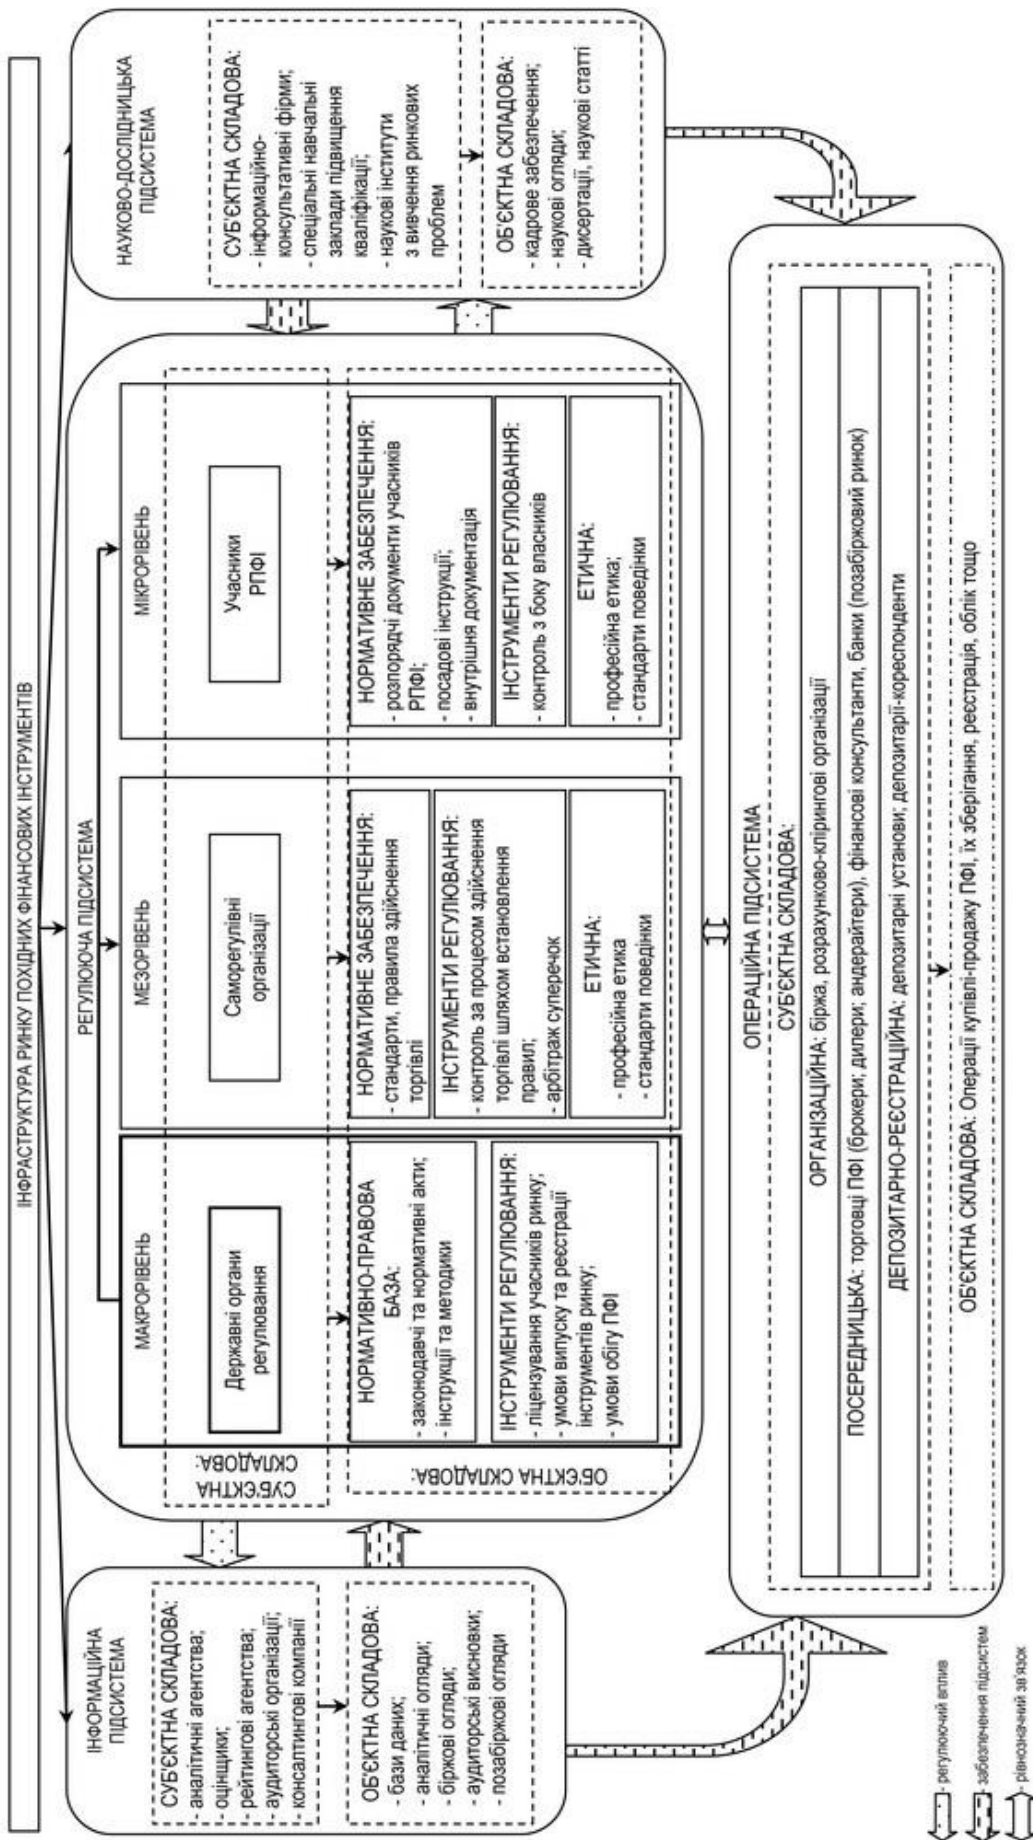 ІНФРАСТРУКТУРА РИНКУ ПОХІДНИХ ФІНАНСОВИХ ІНСТРУМЕНТІВ
ІНФОРМАЦІЙНА
ПІДСИСТЕМА
СУБ'ЄКТНА СКЛАДОВА:
- аналітичні агентства;
- оцінщики;
- рейтингові агентства;
- аудиторські організації;
- консалтингові компанії
ОБ'ЄКТНА СКЛАДОВА:
- бази даних;
- аналітичні огляди;
- біржові огляди;
- аудиторські висновки;
- позабіржові огляди
РЕГУЛЮЮЧА ПІДСИСТЕМА
СУБ'ЄКТНА
СКЛАДОВА:
ОБ'ЄКТНА СКЛАДОВА:
МАКРОРІВЕНЬ
Державні органи
регулювання
НОРМАТИВНО-ПРАВОВА
БАЗА:
- законодавчі та нормативні акти;
- інструкції та методики
ІНСТРУМЕНТИ РЕГУЛЮВАННЯ:
- ліцензування учасників ринку;
- умови випуску та реєстрації
інструментів ринку;
- умови обігу ПФІ
МЕЗОРІВЕНЬ
Саморегулівні
організації
НОРМАТИВНЕ ЗАБЕЗПЕЧЕННЯ:
- стандарти, правила здійснення
торгівлі
ІНСТРУМЕНТИ РЕГУЛЮВАННЯ:
- контроль за процесом здійснення
торгівлі шляхом встановлення
правил;
- арбітраж суперечок
ЕТИЧНА:
- професійна етика
- стандарти поведінки
МІКРОРІВЕНЬ
Учасники
РПФІ
НОРМАТИВНЕ ЗАБЕЗПЕЧЕННЯ:
- розпорядчі документи учасників
РПФІ;
- посадові інструкції;
- внутрішня документація
ІНСТРУМЕНТИ РЕГУЛЮВАННЯ:
- контроль з боку власників
ЕТИЧНА:
- професійна етика;
- стандарти поведінки
НАУКОВО-ДОСЛІДНИЦЬКА
ПІДСИСТЕМА
СУБ'ЄКТНА СКЛАДОВА:
- інформаційно-
консультативні фірми;
- спеціальні навчальні
заклади підвищення
кваліфікації;
- наукові інститути
з вивчення ринкових
проблем
ОБ'ЄКТНА СКЛАДОВА:
- кадрове забезпечення;
- наукові огляди;
- дисертації, наукові статті
ОПЕРАЦІЙНА ПІДСИСТЕМА
СУБ'ЄКТНА СКЛАДОВА:
ОРГАНІЗАЦІЙНА: біржа, розрахунково-клірингові організації
ПОСЕРЕДНИЦЬКА: торговці ПФІ (брокери; дилери; андерайтери), фінансові консультанти, банки (позабіржовий ринок)
ДЕПОЗИТАРНО-РЕЄСТРАЦІЙНА: депозитарні установи; депозитарії-кореспонденти
ОБ'ЄКТНА СКЛАДОВА: Операції купівлі-продажу ПФІ, їх зберігання, реєстрація, облік тощо
- регулюючий вплив
- забезпечення підсистем
- рівнозначний зв'язок